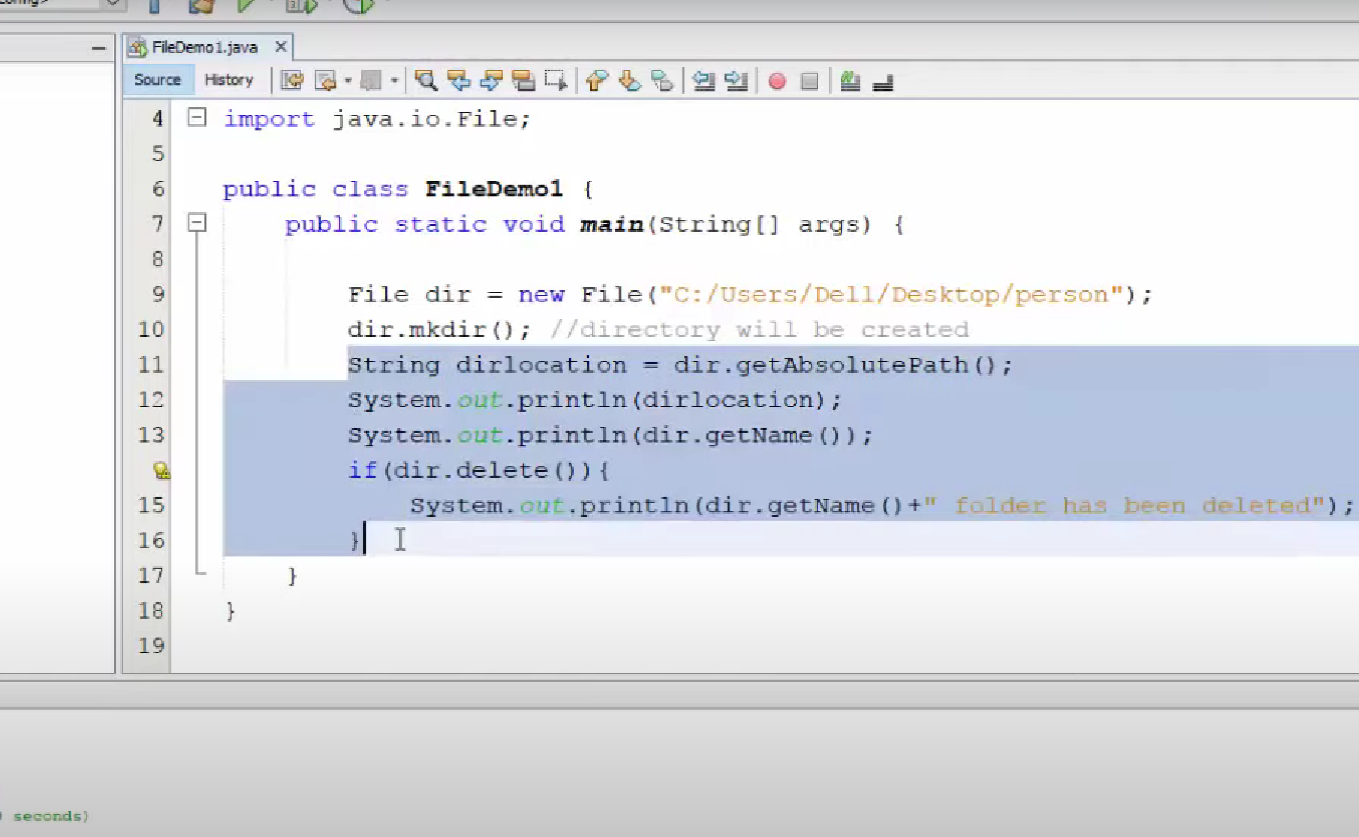 FileDemo1.java
Source History
4 import java.io.File;
5
6 public class FileDemo1 {
7 public static void main(String[] args) {
8
9 File dir = new File("C:/Users/Dell/Desktop/person");
10 dir.mkdir(); //directory will be created
11 String dirlocation = dir.getAbsolutePath();
12 System.out.println(dirlocation);
13 System.out.println(dir.getName());
if(dir.delete()){
15 System.out.println(dir.getName()+" folder has been deleted");
16 }
17 }
18 }
19
seconds)